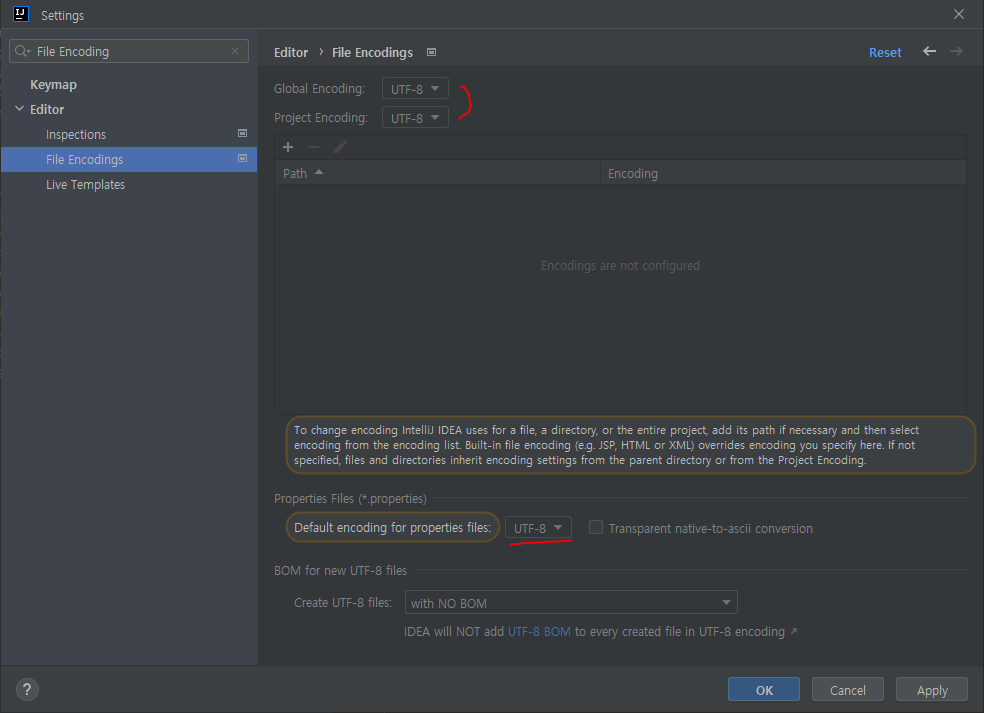 IJ
Settings
File Encoding
Keymap
Editor
Inspections
File Encodings
Live Templates
Editor › File Encodings
Reset
Global Encoding: UTF-8
Project Encoding: UTF-8
Path
Encoding
Encodings are not configured
To change encoding IntelliJ IDEA uses for a file, a directory, or the entire project, add its path if necessary and then select
encoding from the encoding list. Built-in file encoding (e.g. JSP, HTML or XML) overrides encoding you specify here. If not
specified, files and directories inherit encoding settings from the parent directory or from the Project Encoding.
Properties Files (*.properties)
Default encoding for properties files: UTF-8 Transparent native-to-ascii conversion
BOM for new UTF-8 files
Create UTF-8 files: with NO BOM
IDEA will NOT add UTF-8 BOM to every created file in UTF-8 encoding ↗
?
OK
Cancel
Apply